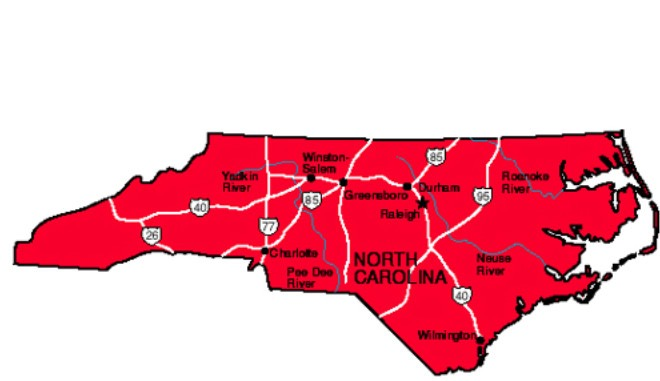 Winston-
Salem
85
Yadkin
River
Roanoke
River
Greensboro
Durham
95
85
40
Raleigh
77
26
Charlotte
NORTH
CAROLINA
Neuse
River
Pee Dee
River
40
Wilmington